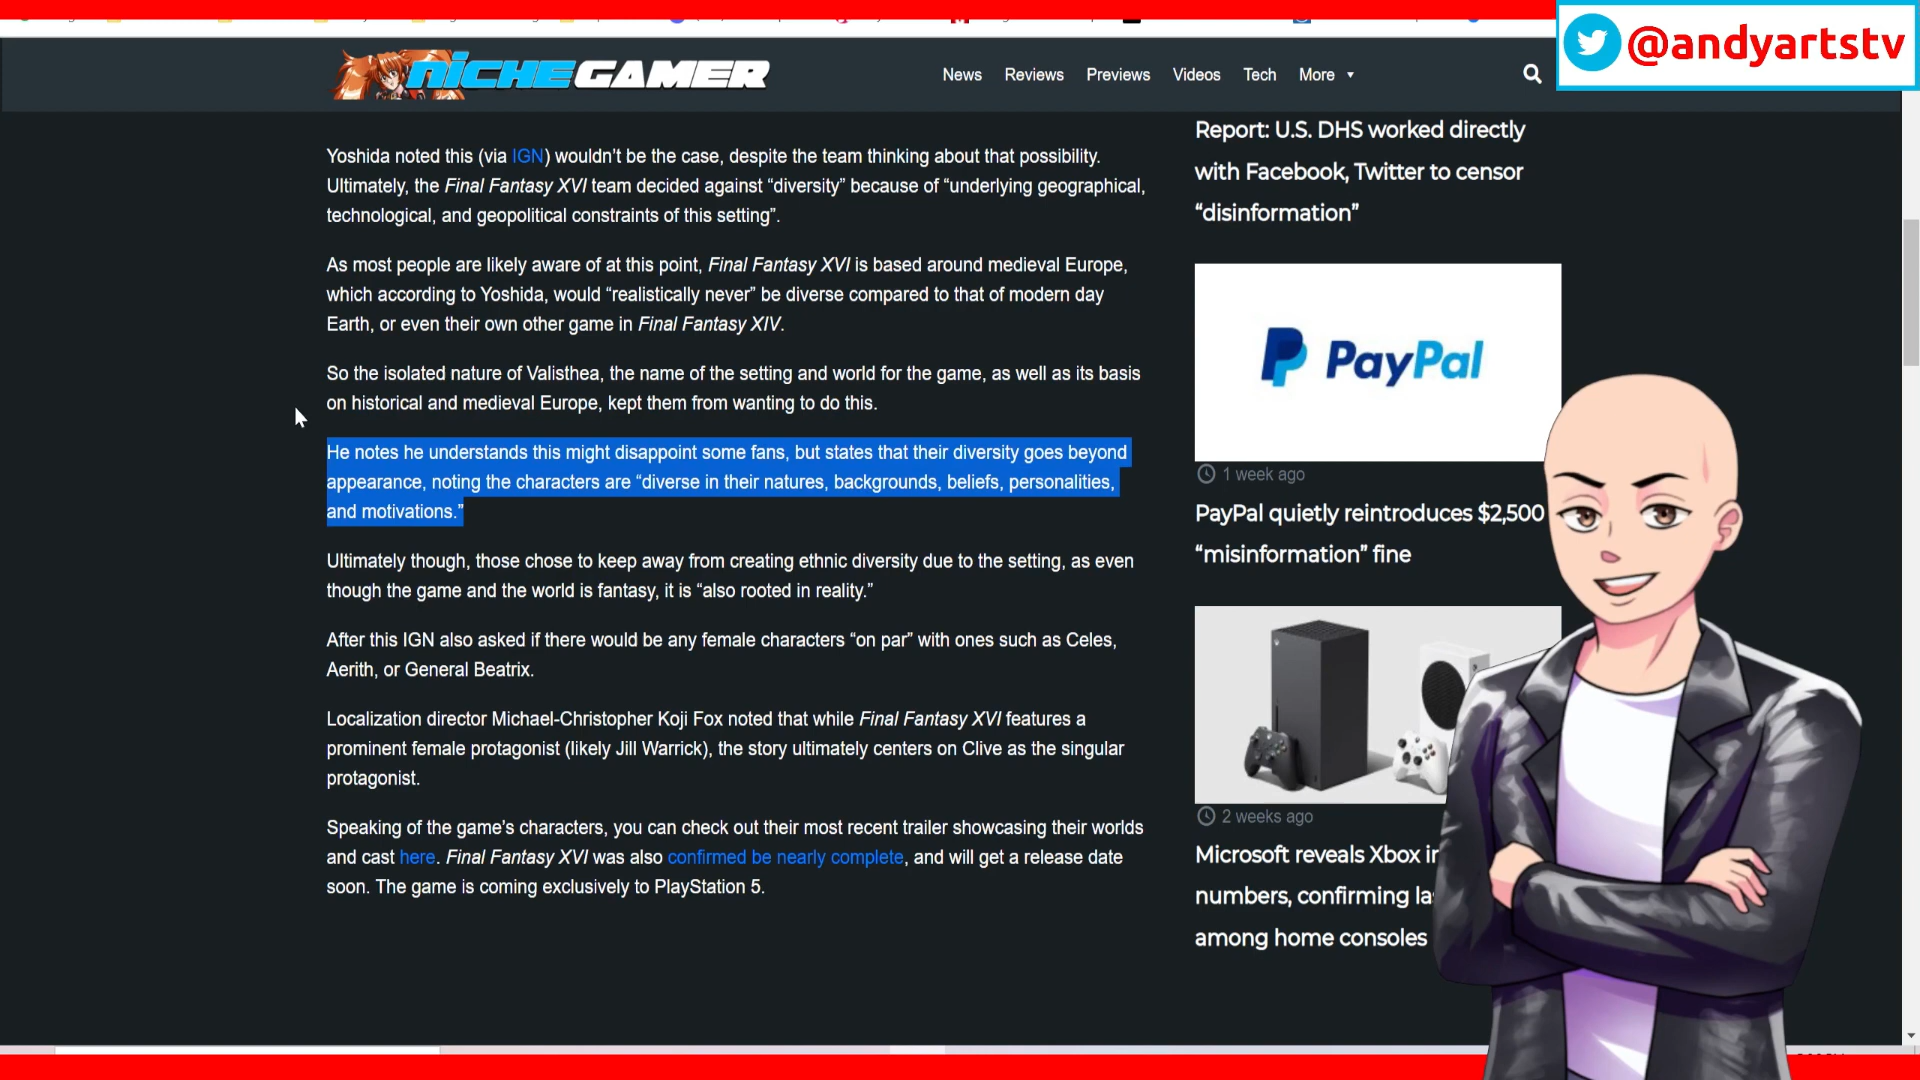 @andyartstv
NICHEGAMER
News Reviews Previews Videos Tech More
Yoshida noted this (via IGN) wouldn’t be the case, despite the team thinking about that possibility.
Ultimately, the Final Fantasy XVI team decided against “diversity” because of “underlying geographical,
technological, and geopolitical constraints of this setting”.
As most people are likely aware of at this point, Final Fantasy XVI is based around medieval Europe,
which according to Yoshida, would “realistically never” be diverse compared to that of modern day
Earth, or even their own other game in Final Fantasy XIV.
So the isolated nature of Valisthea, the name of the setting and world for the game, as well as its basis
on historical and medieval Europe, kept them from wanting to do this.
He notes he understands this might disappoint some fans, but states that their diversity goes beyond
appearance, noting the characters are “diverse in their natures, backgrounds, beliefs, personalities,
and motivations.”
Ultimately though, those chose to keep away from creating ethnic diversity due to the setting, as even
though the game and the world is fantasy, it is “also rooted in reality.”
After this IGN also asked if there would be any female characters “on par” with ones such as Celes,
Aerith, or General Beatrix.
Localization director Michael-Christopher Koji Fox noted that while Final Fantasy XVI features a
prominent female protagonist (likely Jill Warrick), the story ultimately centers on Clive as the singular
protagonist.
Speaking of the game’s characters, you can check out their most recent trailer showcasing their worlds
and cast here. Final Fantasy XVI was also confirmed be nearly complete, and will get a release date
soon. The game is coming exclusively to PlayStation 5.
Report: U.S. DHS worked directly
with Facebook, Twitter to censor
“disinformation”
PayPal
1 week ago
PayPal quietly reintroduces $2,500
“misinformation” fine
2 weeks ago
Microsoft reveals Xbox
numbers, confirming
among home consoles